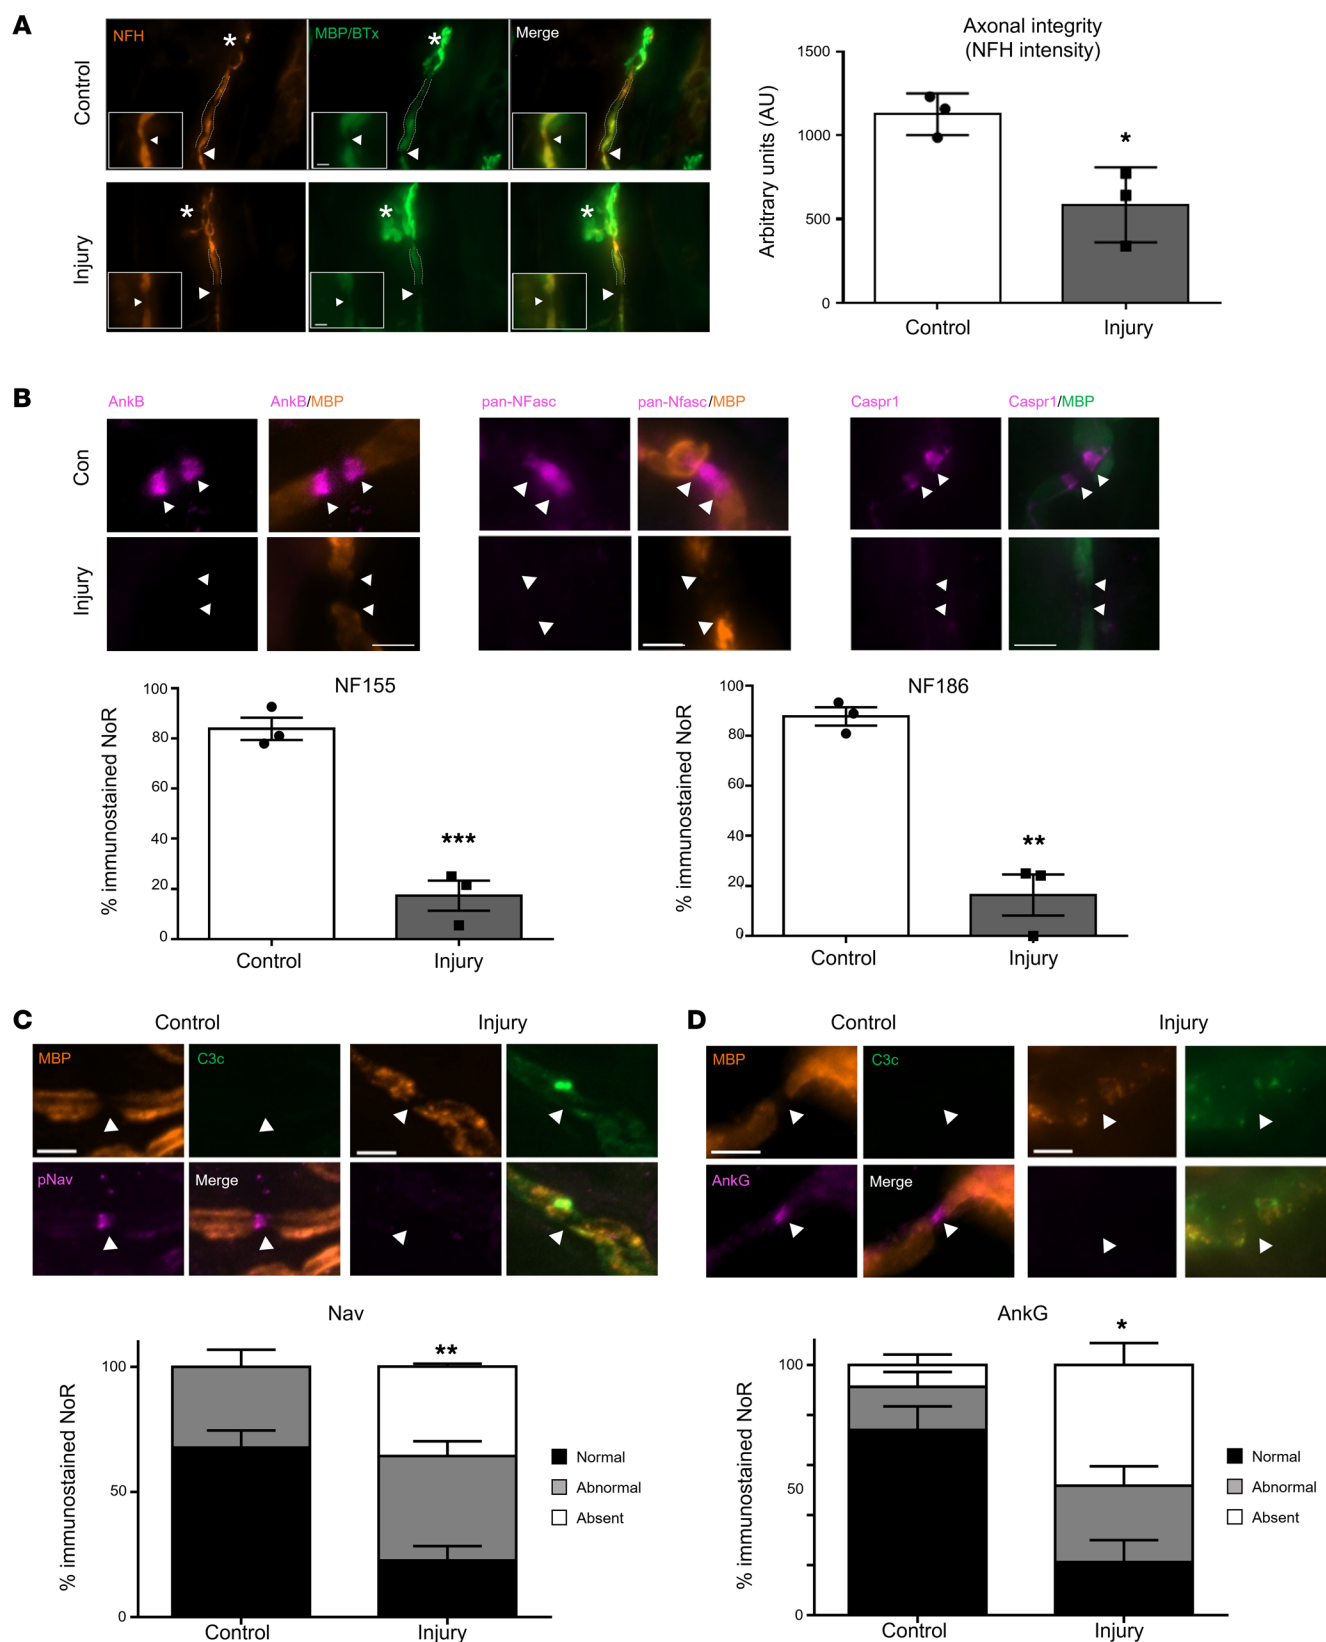 A
Control
NFH
*
MBP/BTx
*
Merge
Injury
*
*
*
Axonal integrity
(NFH intensity)
Arbitrary units (AU)
1500
1000
500
0
*
Control
Injury
B
AnkB
AnkB/MBP
pan-NFasc
pan-Nfasc/MBP
Caspr1
Caspr1/MBP
Con
Injury
NF155
% immunostained NoR
100
80
60
40
20
0
***
Control
Injury
NF186
% immunostained NoR
100
80
60
40
20
0
**
Control
Injury
C
Control
Injury
MBP
C3c
pNav
Merge
Nav
% immunostained NoR
100
50
0
**
Control
Injury
Normal
Abnormal
Absent
D
Control
Injury
MBP
C3c
AnkG
Merge
AnkG
% immunostained NoR
100
50
0
*
Control
Injury
Normal
Abnormal
Absent